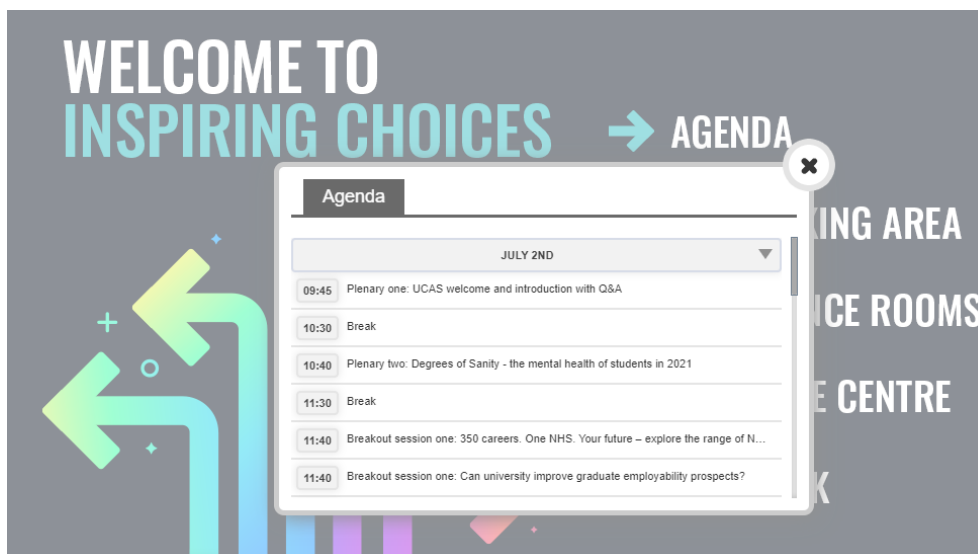 WELCOME TO
INSPIRING CHOICES
AGENDA
Agenda
JULY 2ND
09:45 Plenary one: UCAS welcome and introduction with Q&A
10:30 Break
10:40 Plenary two: Degrees of Sanity - the mental health of students in 2021
11:30 Break
11:40 Breakout session one: 350 careers. One NHS. Your future – explore the range of N...
11:40 Breakout session one: Can university improve graduate employability prospects?
AREA
ROOMS
CENTRE